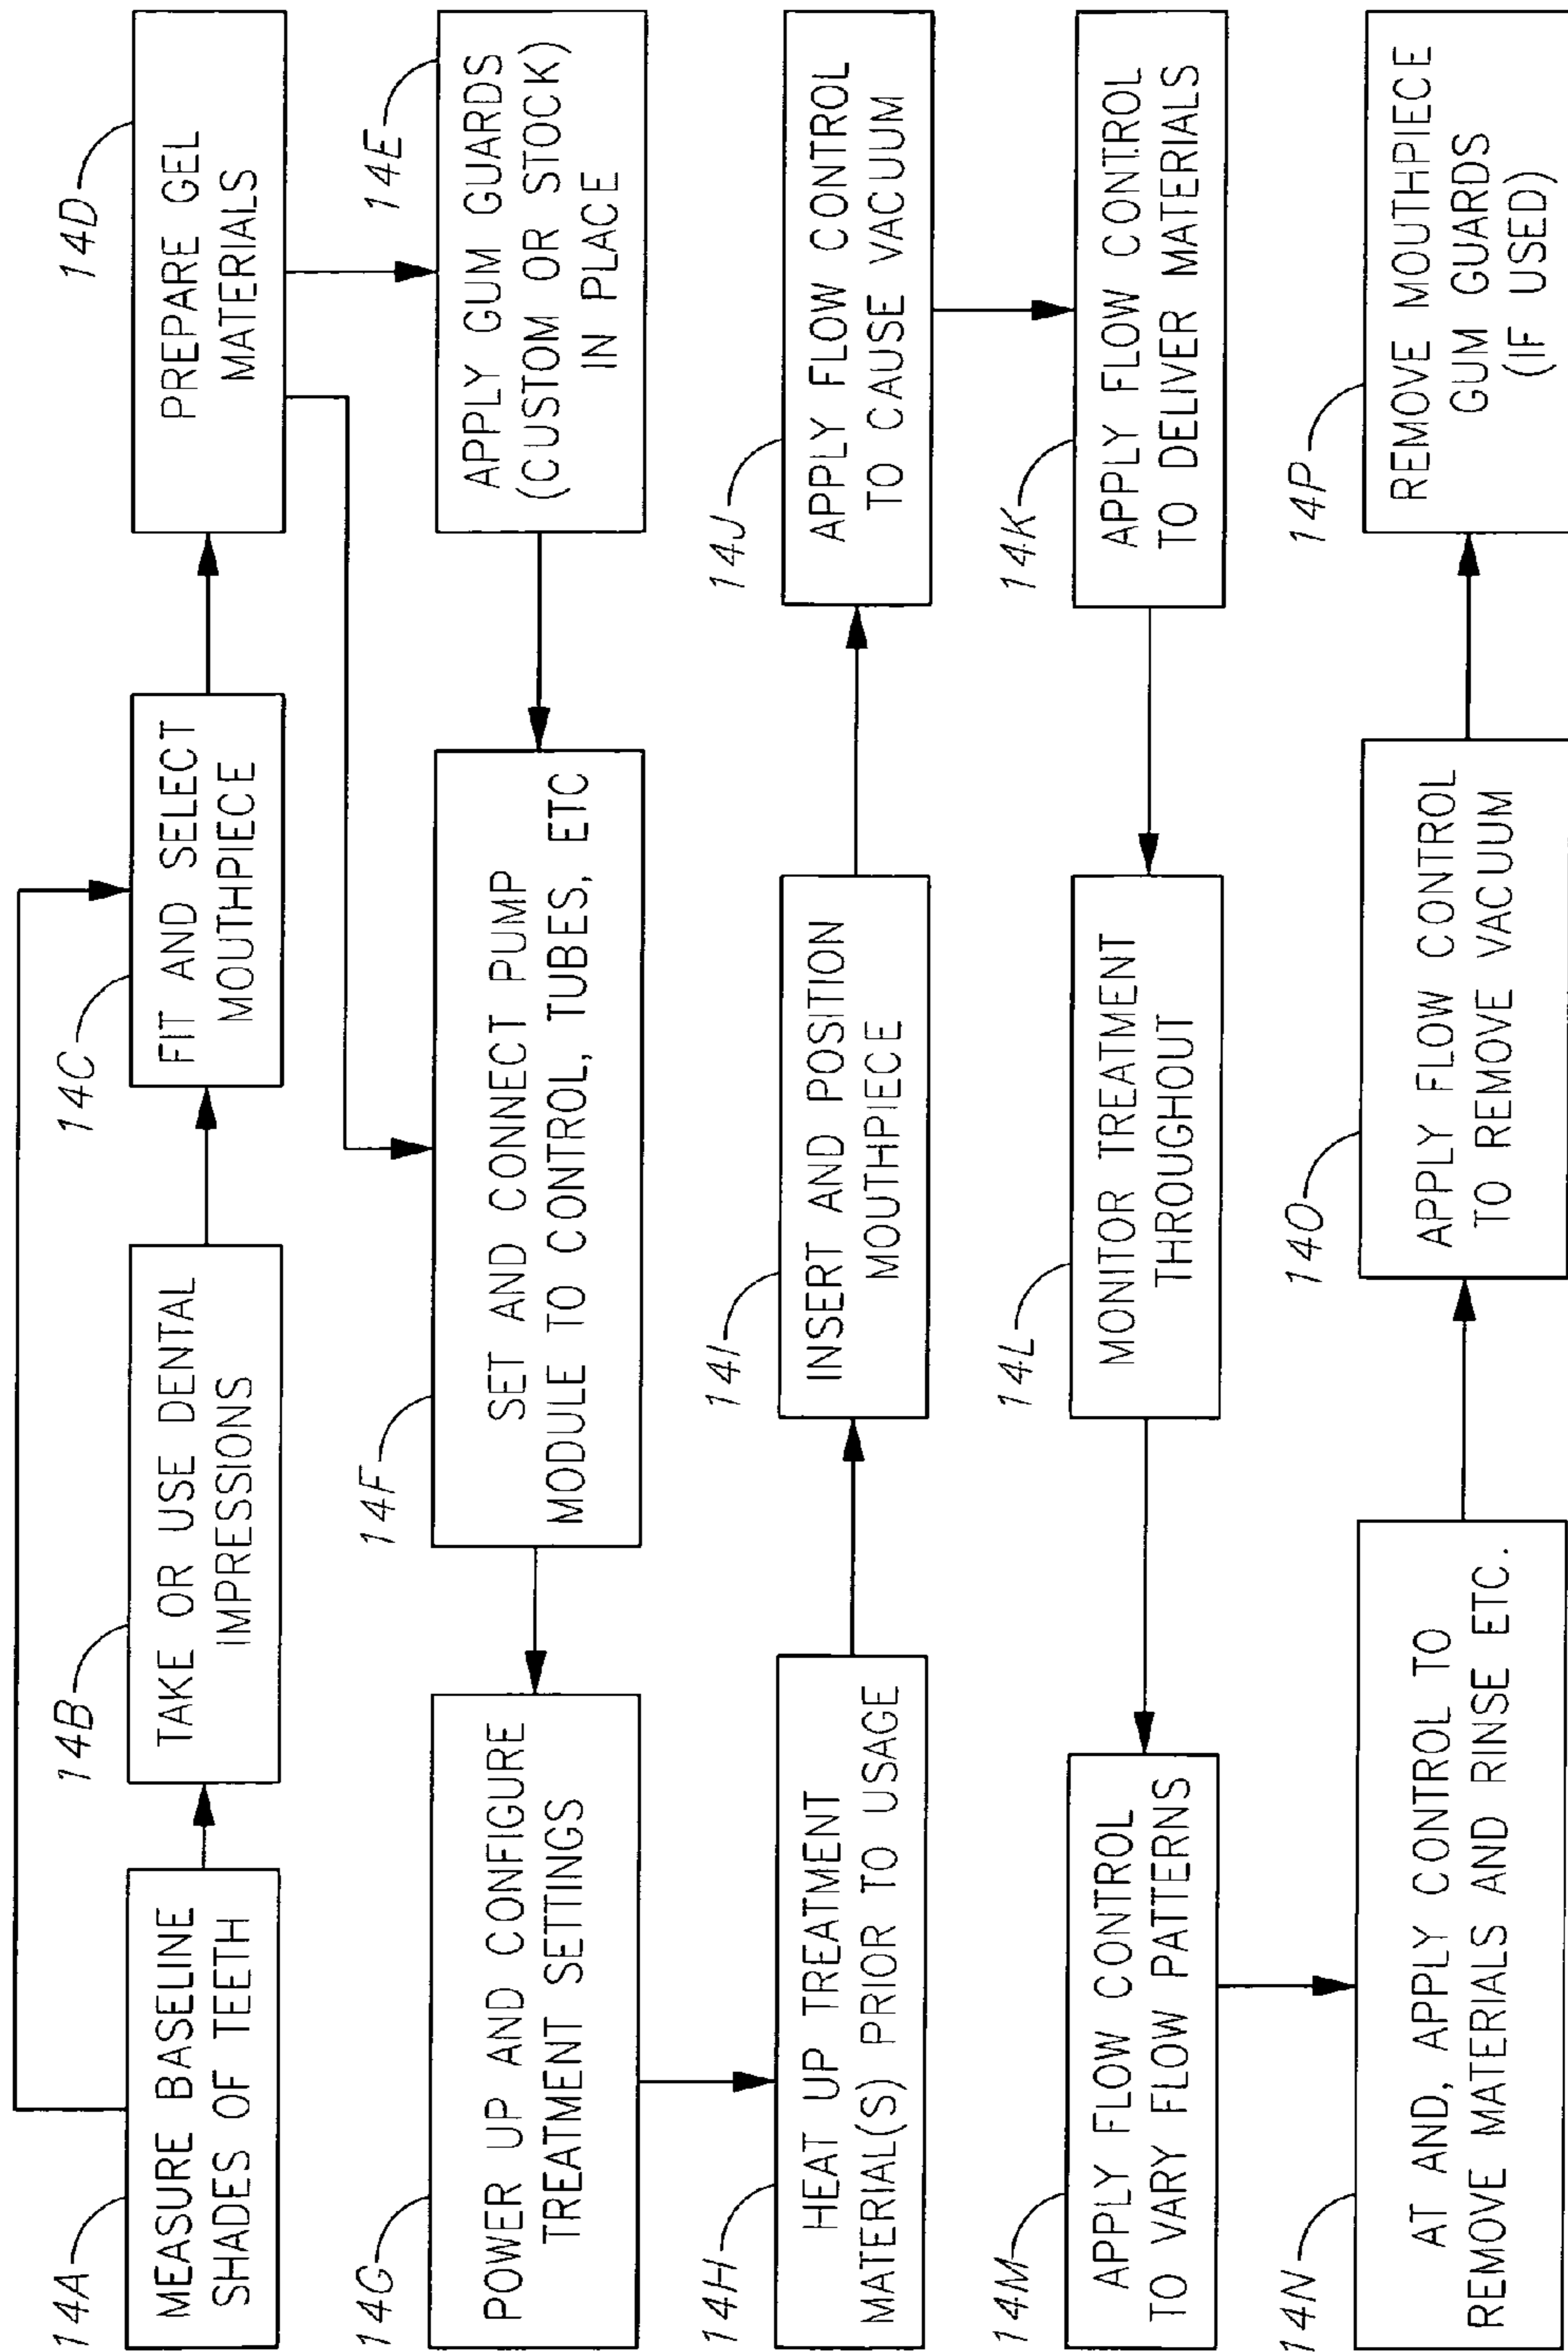 14A
MEASURE BASELINE
SHADES OF TEETH
14B
TAKE OR USE DENTAL
IMPRESSIONS
14C
FIT AND SELECT
MOUTHPIECE
14D
PREPARE GEL
MATERIALS
14E
APPLY GUM GUARDS
(CUSTOM OR STOCK)
IN PLACE
14F
SET AND CONNECT PUMP
MODULE TO CONTROL, TUBES, ETC
14G
POWER UP AND CONFIGURE
TREATMENT SETTINGS
14H
HEAT UP TREATMENT
MATERIAL(S) PRIOR TO USAGE
14I
INSERT AND POSITION
MOUTHPIECE
14J
APPLY FLOW CONTROL
TO CAUSE VACUUM
14K
APPLY FLOW CONTROL
TO DELIVER MATERIALS
14L
MONITOR TREATMENT
THROUGHOUT
14M
APPLY FLOW CONTROL
TO VARY FLOW PATTERNS
14N
AT AND, APPLY CONTROL TO
REMOVE MATERIALS AND RINSE ETC.
14O
APPLY FLOW CONTROL
TO REMOVE VACUUM
14P
REMOVE MOUTHPIECE
GUM GUARDS
(IF USED)